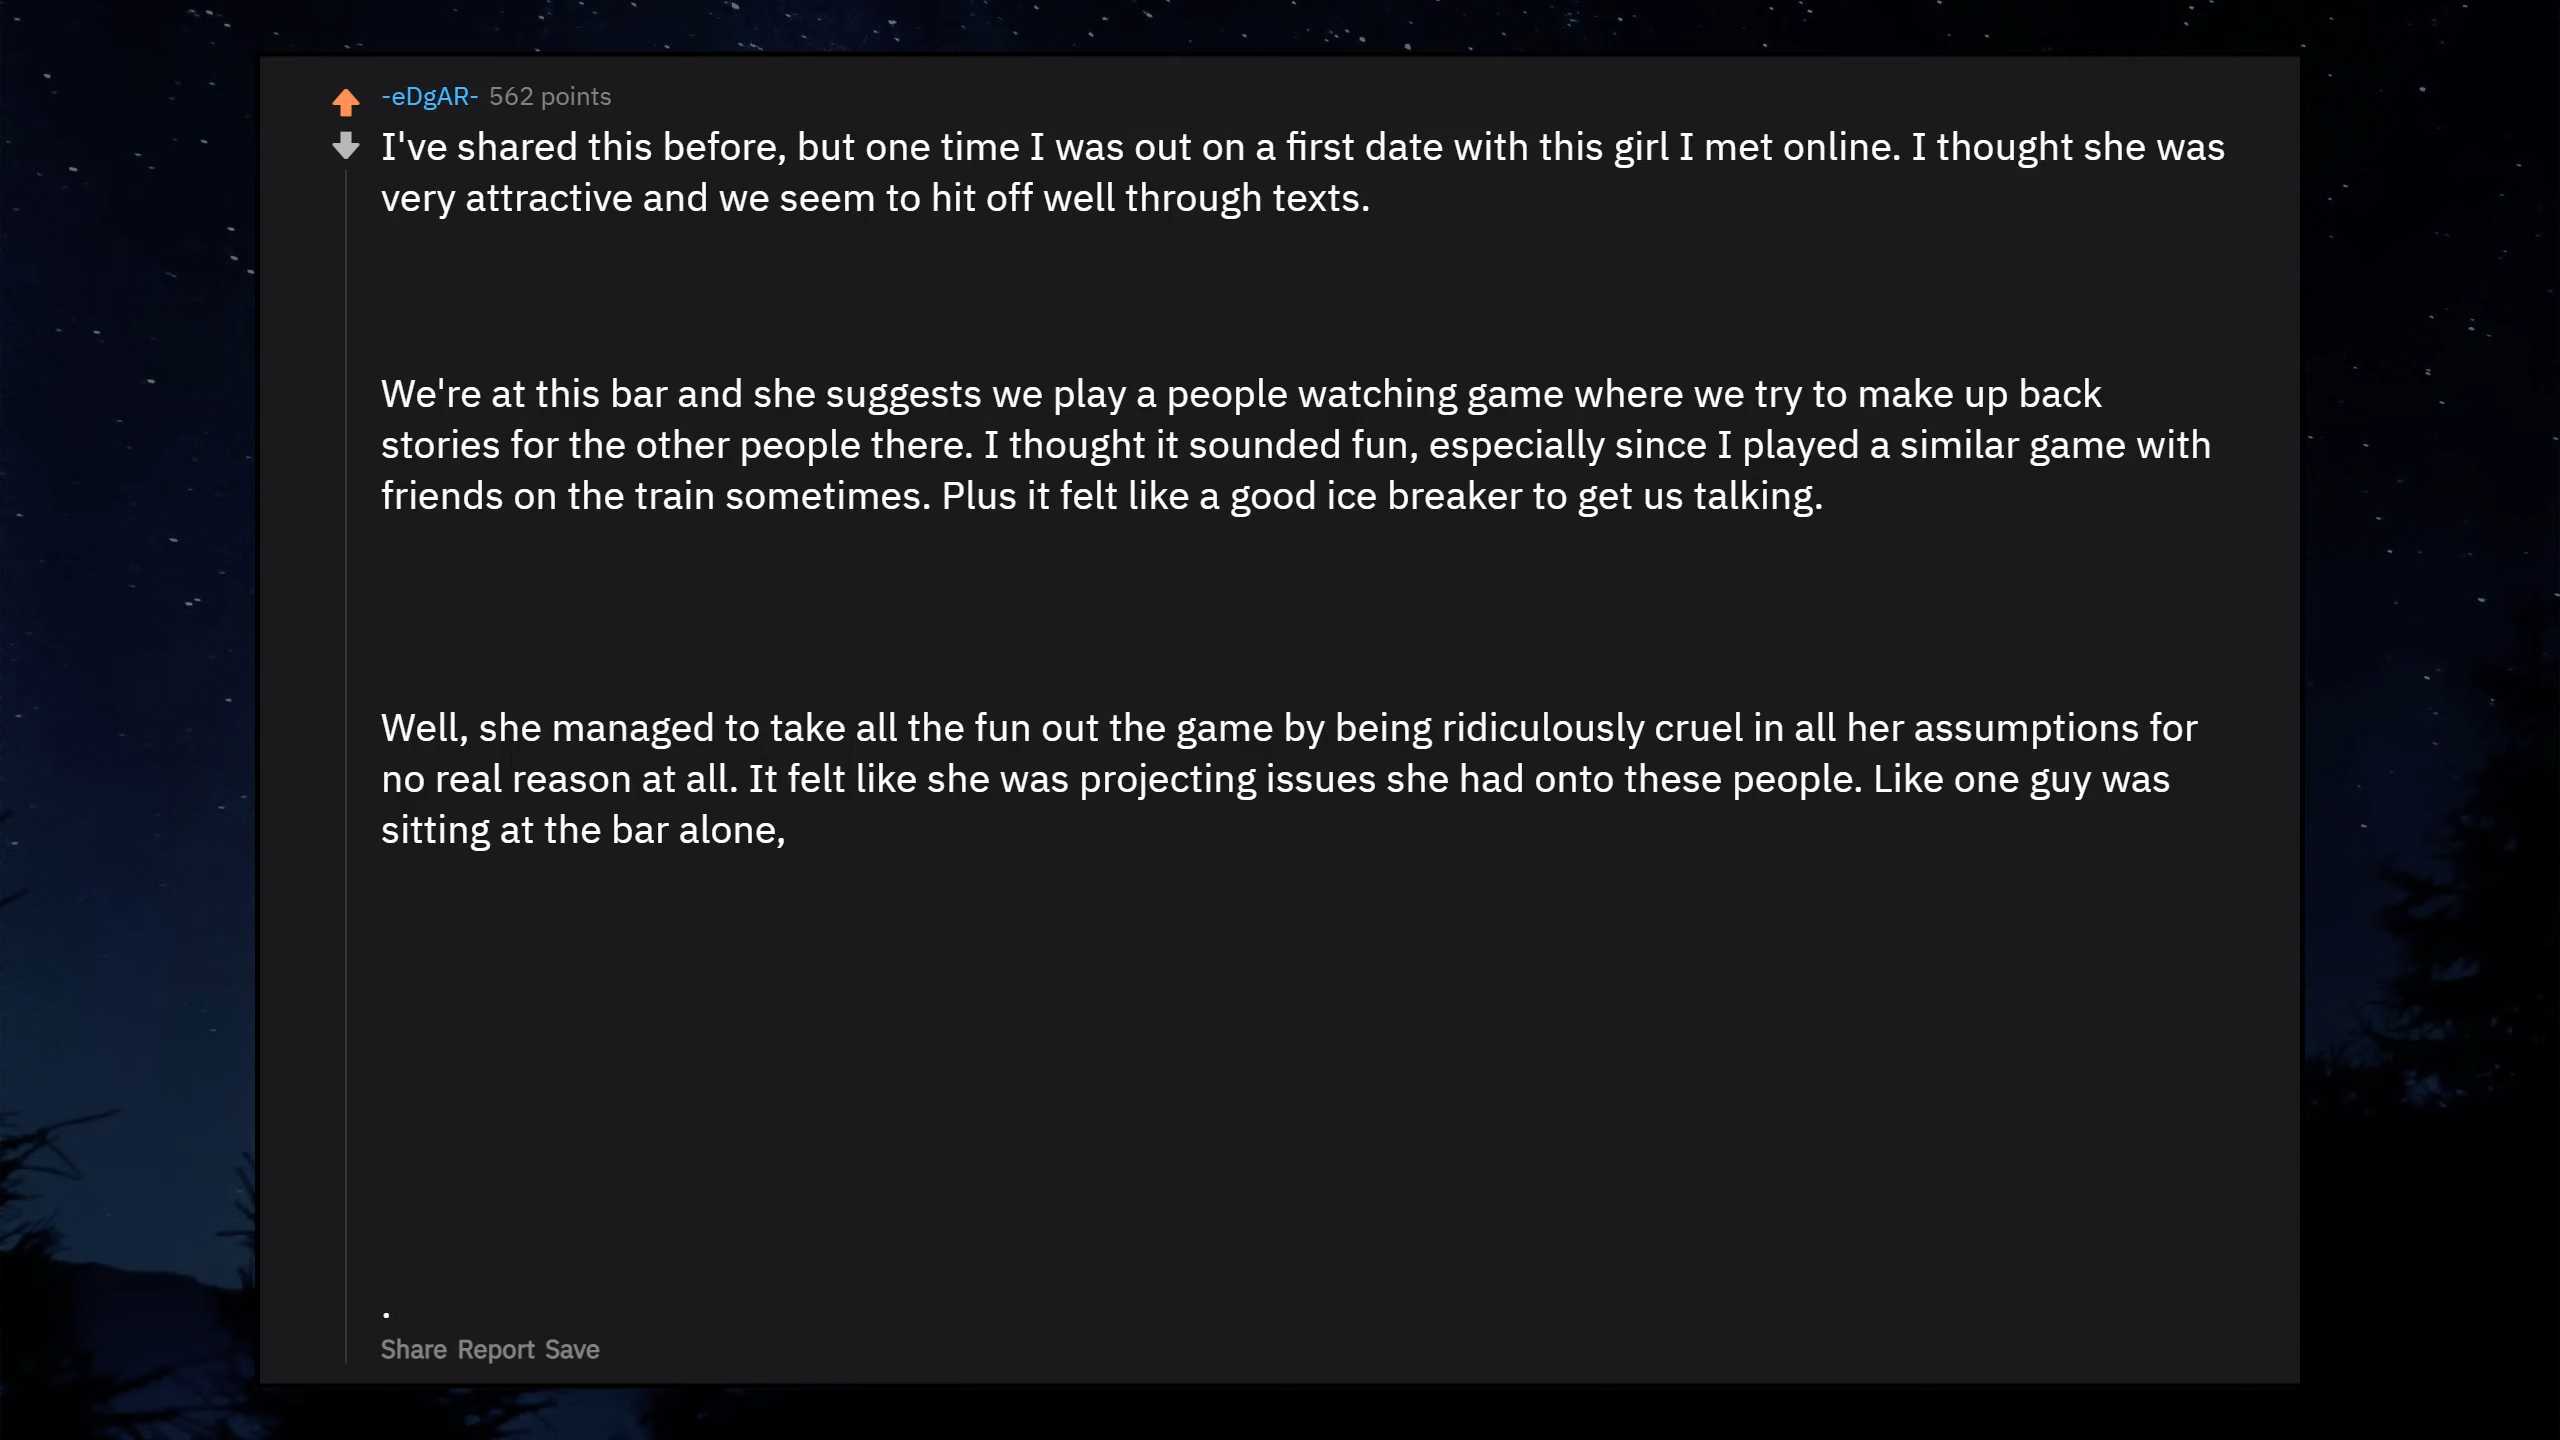 -eDgAR- 562 points
I've shared this before, but one time I was out on a first date with this girl I met online. I thought she was
very attractive and we seem to hit off well through texts.
We're at this bar and she suggests we play a people watching game where we try to make up back
stories for the other people there. I thought it sounded fun, especially since I played a similar game with
friends on the train sometimes. Plus it felt like a good ice breaker to get us talking.
Well, she managed to take all the fun out the game by being ridiculously cruel in all her assumptions for
no real reason at all. It felt like she was projecting issues she had onto these people. Like one guy was
sitting at the bar alone,
.
Share Report Save